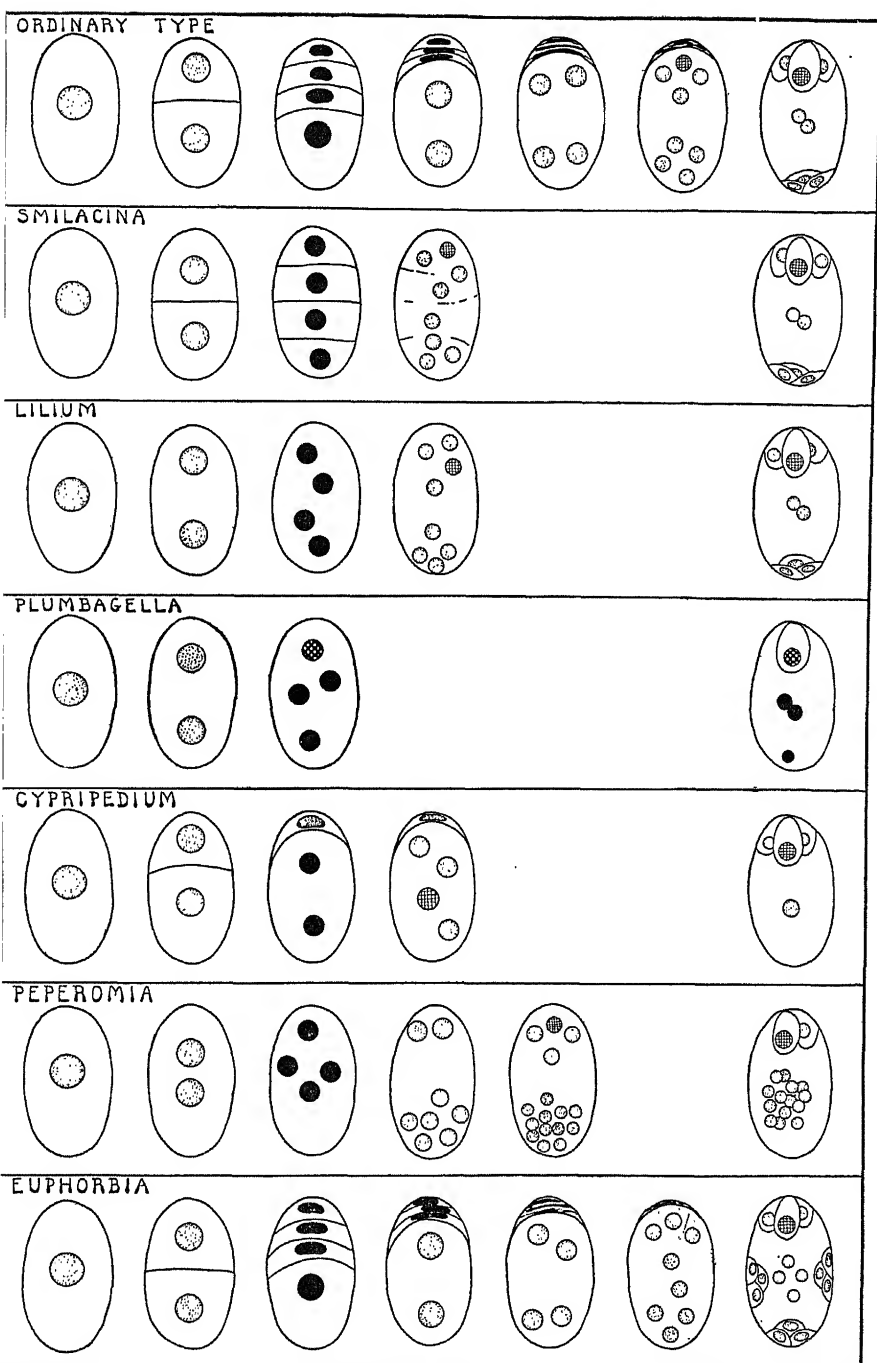 ORDINARY TYPE
SMILACINA
LILIUM
PLUMBAGELLA
CYPRIPEDIUM
PEPEROMIA
EUPHORBIA